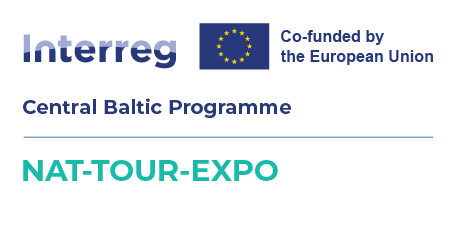 Interreg
Co-funded by
the European Union
Central Baltic Programme
NAT-TOUR-EXPO